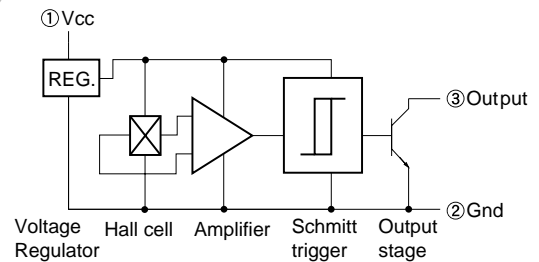 ①Vcc
REG.
③Output
②Gnd
Voltage Regulator
Hall cell
Amplifier
Schmitt trigger
Output stage